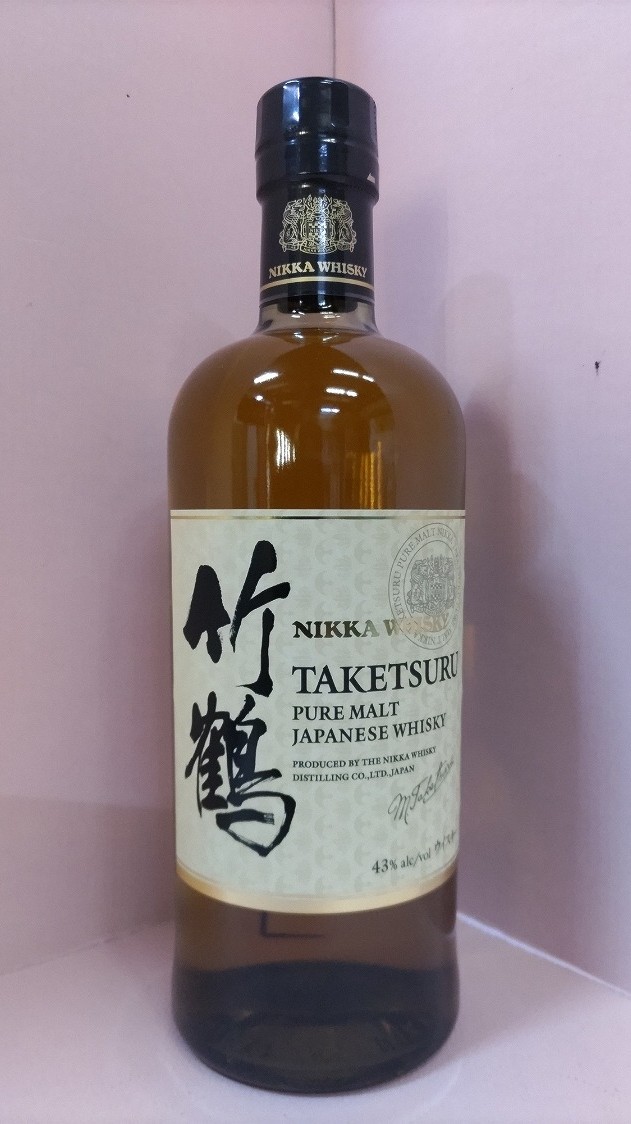 NIKKA WHISKY
竹鶴
NIKKA WHISKY
TAKETSURU
PURE MALT
JAPANESE WHISKY
PRODUCED BY THE NIKKA WHISKY
DISTILLING CO.,LTD.,JAPAN
43% alc/vol ウイスキー